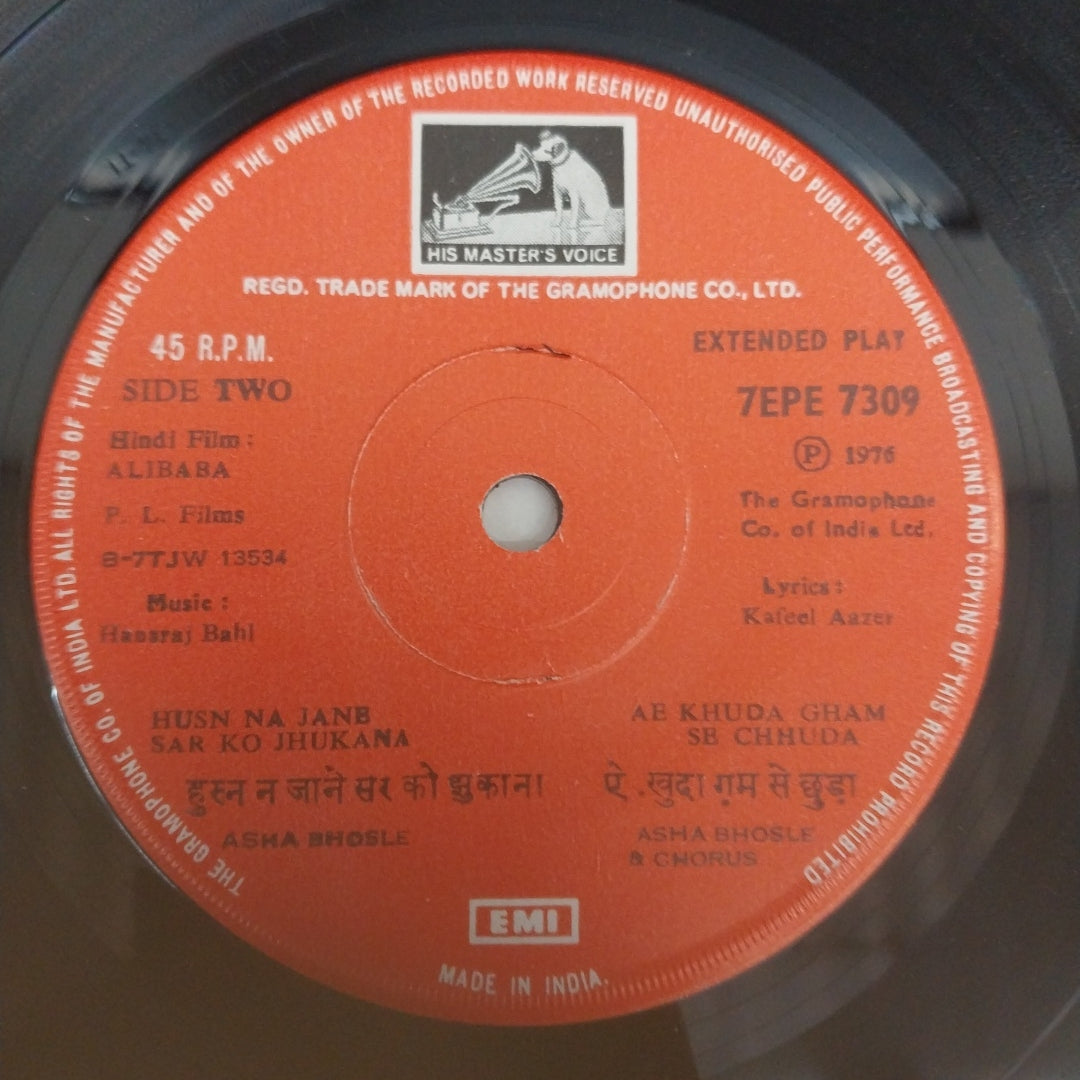 THE GRAMOPHONE CO. OF INDIA LTD. ALL RIGHTS OF THE MANUFACTURER AND OF THE OWNER OF THE RECORDED WORK RESERVED UNAUTHORISED PUBLIC PERFORMANCE BROADCASTING AND COPYING OF THIS RECORD PROHIBITED
HIS MASTER'S VOICE
REGD. TRADE MARK OF THE GRAMOPHONE CO., LTD.
45 R.P.M.
SIDE TWO
Hindi Film :
ALIBABA
P. L. Films
S-7TJW 13534
Music :
Hansraj Bahl
EXTENDED PLAY
7EPE 7309
Ⓟ 1976
The Gramophone
Co. of India Ltd.
Lyrics :
Kafeel Aazer
HUSN NA JANE
SAR KO JHUKANA
हुस्न न जाने सर को झुकाना
ASHA BHOSLE
AE KHUDA GHAM
SE CHHUDA
ऐ .खुदा ग़म से छुड़ा
ASHA BHOSLE
& CHORUS
EMI
MADE IN INDIA.